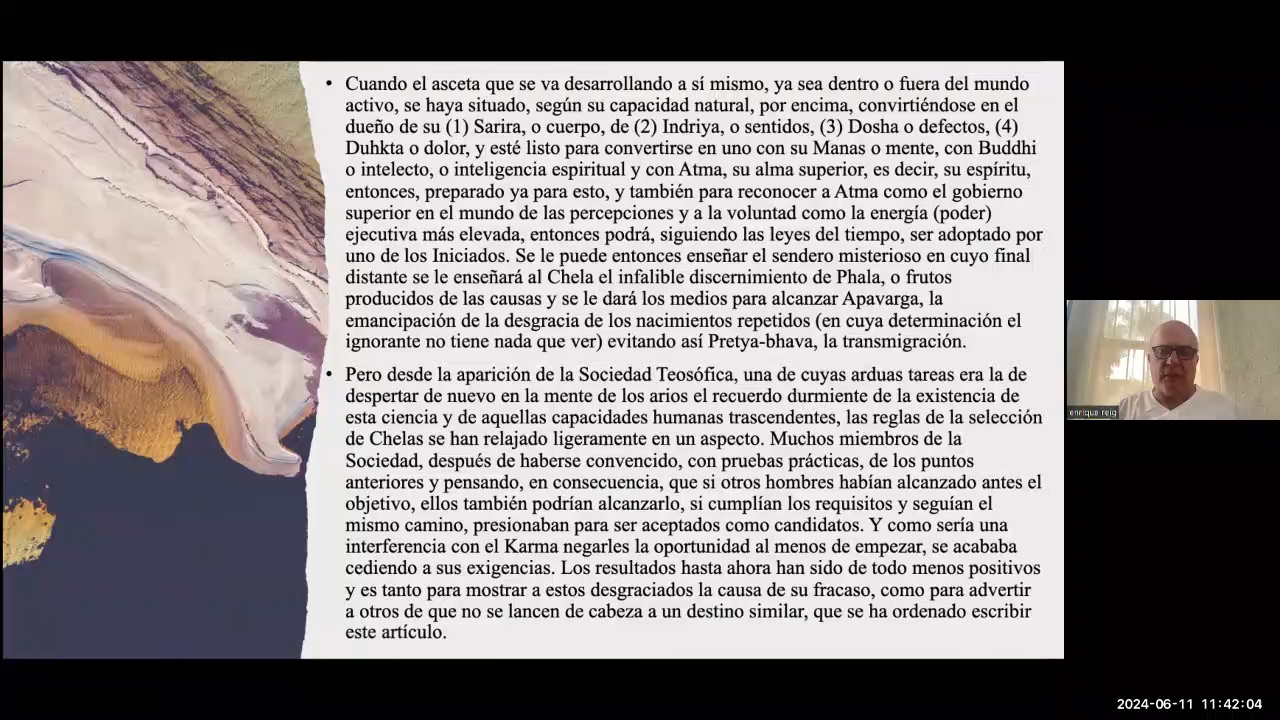 • Cuando el asceta que se va desarrollando a sí mismo, ya sea dentro o fuera del mundo
activo, se haya situado, según su capacidad natural, por encima, convirtiéndose en el
dueño de su (1) Sarira, o cuerpo, de (2) Indriya, o sentidos, (3) Dosha o defectos, (4)
Duhkta o dolor, y esté listo para convertirse en uno con su Manas o mente, con Buddhi
o intelecto, o inteligencia espiritual y con Atma, su alma superior, es decir, su espíritu,
entonces, preparado ya para esto, y también para reconocer a Atma como el gobierno
superior en el mundo de las percepciones y a la voluntad como la energía (poder)
ejecutiva más elevada, entonces podrá, siguiendo las leyes del tiempo, ser adoptado por
uno de los Iniciados. Se le puede entonces enseñar el sendero misterioso en cuyo final
distante se le enseñará al Chela el infalible discernimiento de Phala, o frutos
producidos de las causas y se le dará los medios para alcanzar Apavarga, la
emancipación de la desgracia de los nacimientos repetidos (en cuya determinación el
ignorante no tiene nada que ver) evitando así Pretya-bhava, la transmigración.
• Pero desde la aparición de la Sociedad Teosófica, una de cuyas arduas tareas era la de
despertar de nuevo en la mente de los arios el recuerdo durmiente de la existencia de
esta ciencia y de aquellas capacidades humanas trascendentes, las reglas de la selección
de Chelas se han relajado ligeramente en un aspecto. Muchos miembros de la
Sociedad, después de haberse convencido, con pruebas prácticas, de los puntos
anteriores y pensando, en consecuencia, que si otros hombres habían alcanzado antes el
objetivo, ellos también podrían alcanzarlo, si cumplían los requisitos y seguían el
mismo camino, presionaban para ser aceptados como candidatos. Y como sería una
interferencia con el Karma negarles la oportunidad al menos de empezar, se acababa
cediendo a sus exigencias. Los resultados hasta ahora han sido de todo menos positivos
y es tanto para mostrar a estos desgraciados la causa de su fracaso, como para advertir
a otros de que no se lancen de cabeza a un destino similar, que se ha ordenado escribir
este artículo.
enrique reig
2024-06-11 11:42:04